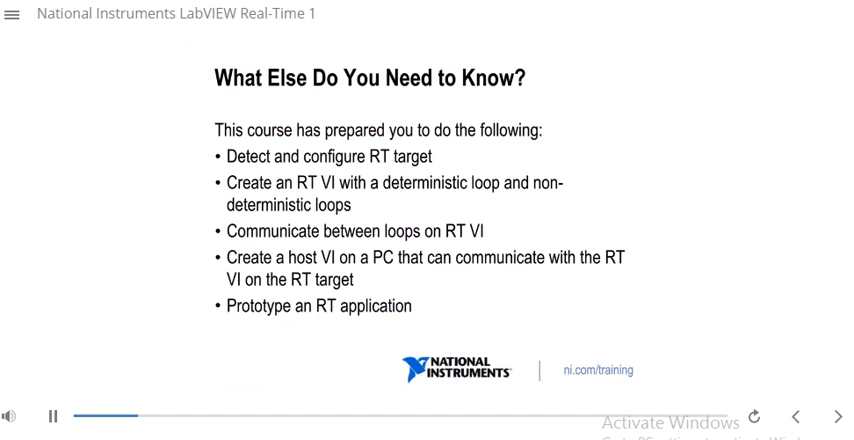 National Instruments LabVIEW Real-Time 1
What Else Do You Need to Know?
This course has prepared you to do the following:
• Detect and configure RT target
• Create an RT VI with a deterministic loop and non-
deterministic loops
• Communicate between loops on RT VI
• Create a host VI on a PC that can communicate with the RT
VI on the RT target
• Prototype an RT application
NATIONAL
INSTRUMENTS
ni.com/training
Activate Windows